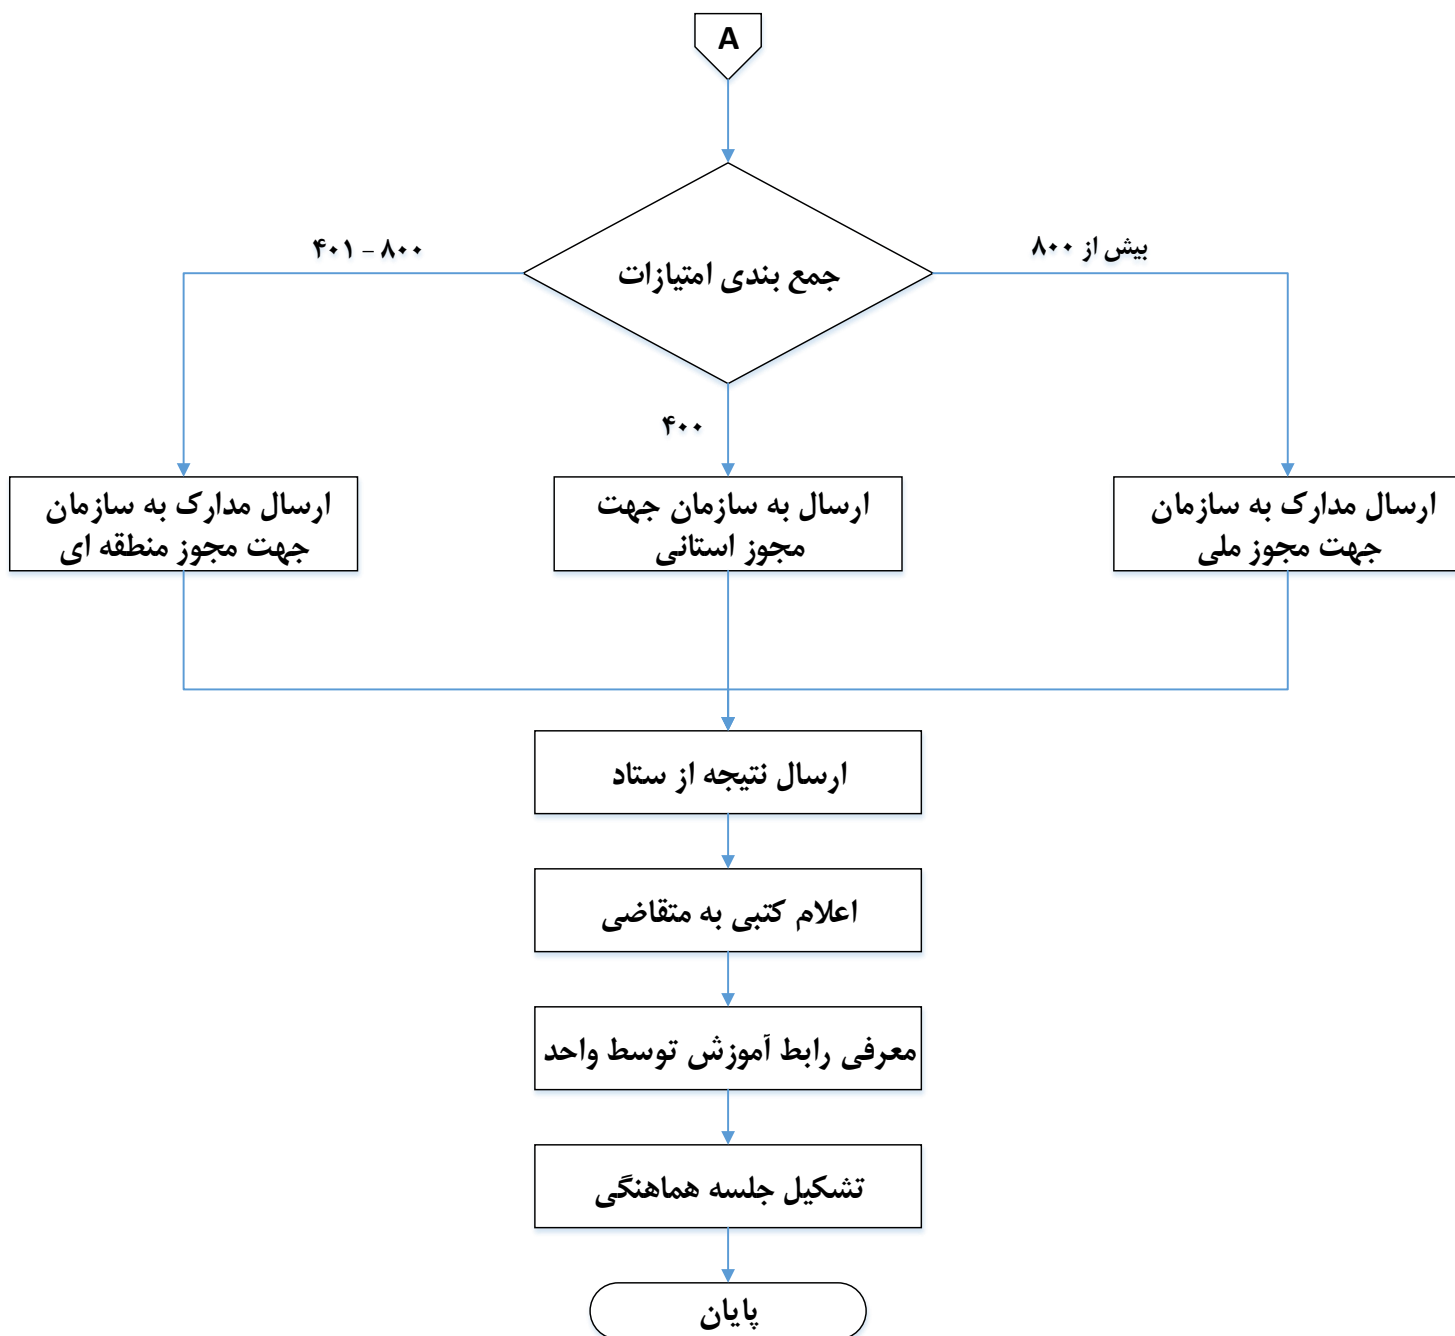 A
جمع بندی امتیازات
بیش از ۸۰۰
۴۰۱ – ۸۰۰
۴۰۰
ارسال مدارک به سازمان
جهت مجوز ملی
ارسال به سازمان جهت
مجوز استانی
ارسال مدارک به سازمان
جهت مجوز منطقه ای
ارسال نتیجه از ستاد
اعلام کتبی به متقاضی
معرفی رابط آموزش توسط واحد
تشکیل جلسه هماهنگی
پایان